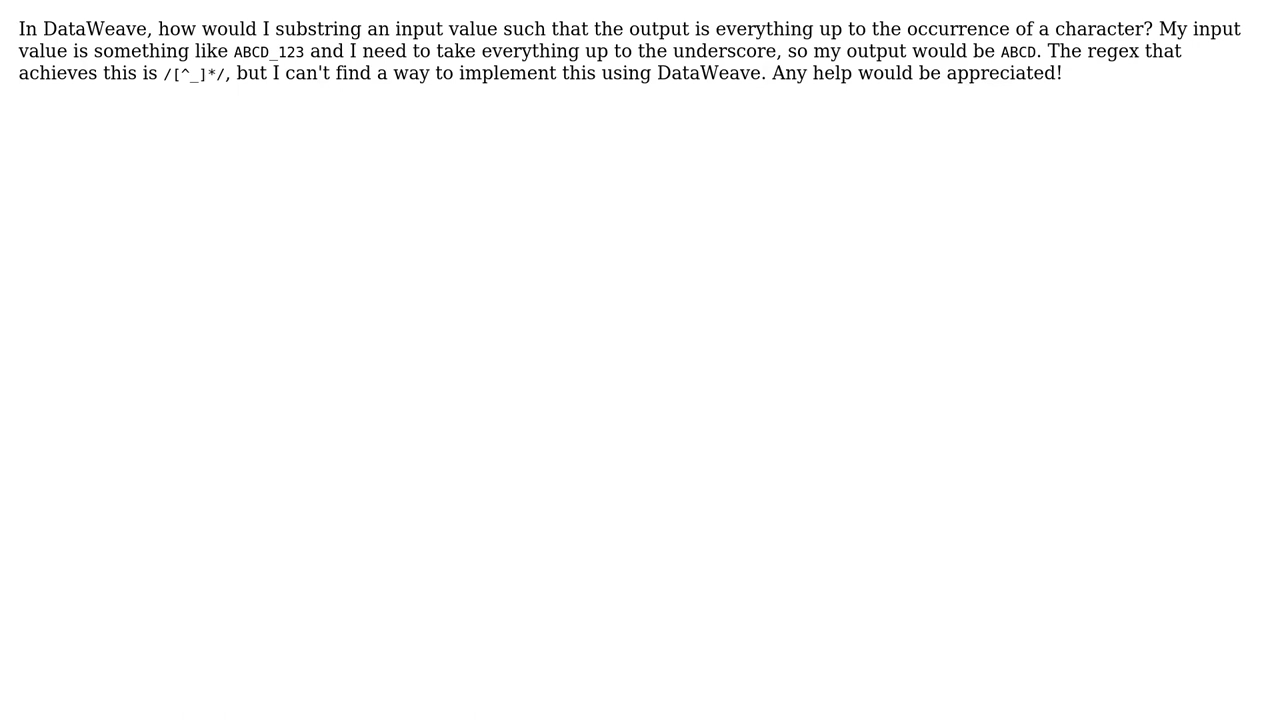 In DataWeave, how would I substring an input value such that the output is everything up to the occurrence of a character? My input
value is something like ABCD_123 and I need to take everything up to the underscore, so my output would be ABCD. The regex that
achieves this is /[^_]*/, but I can't find a way to implement this using DataWeave. Any help would be appreciated!